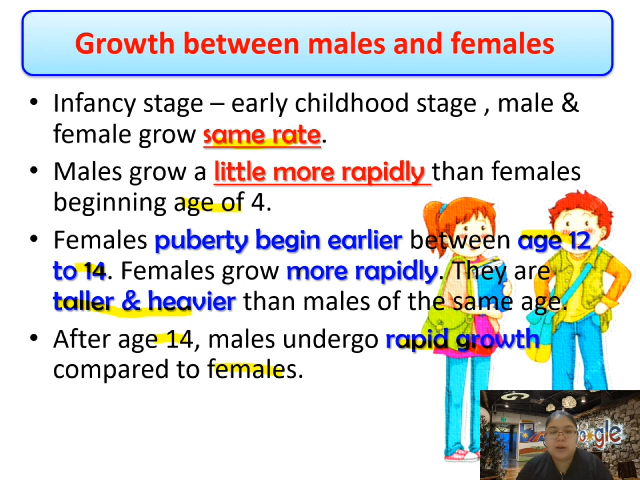 Growth between males and females
• Infancy stage – early childhood stage , male &
female grow same rate.
• Males grow a little more rapidly than females
beginning age of 4.
• Females puberty begin earlier between age 12
to 14. Females grow more rapidly. They are
taller & heavier than males of the same age.
• After age 14, males undergo rapid growth
compared to females.
Google